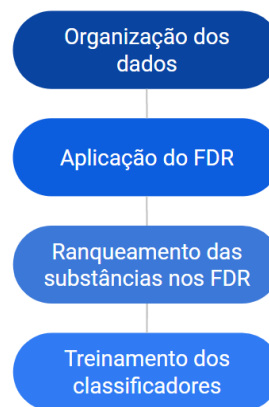 Organização dos
dados
Aplicação do FDR
Ranqueamento das
substâncias nos FDR
Treinamento dos
classificadores